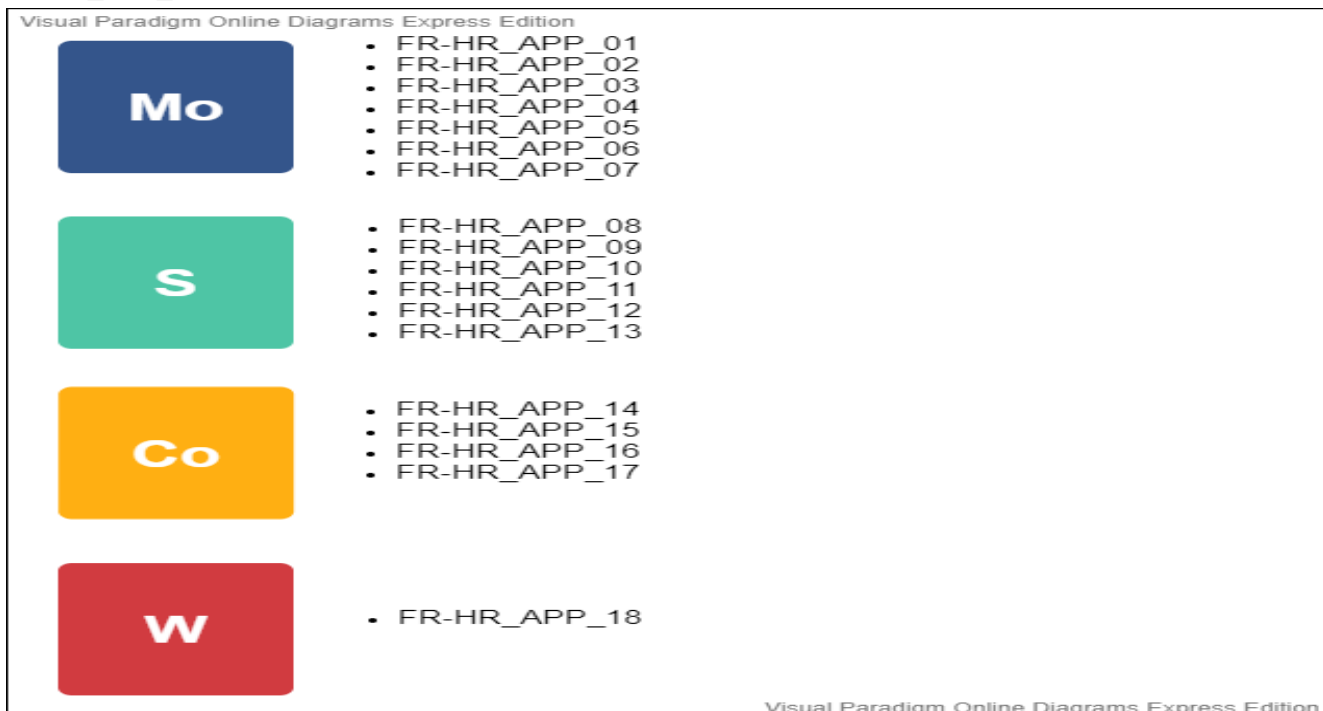 Visual Paradigm Online Diagrams Express Edition
Mo
• FR-HR_APP_01
• FR-HR_APP_02
• FR-HR_APP_03
• FR-HR_APP_04
• FR-HR_APP_05
• FR-HR_APP_06
• FR-HR_APP_07
S
• FR-HR_APP_08
• FR-HR_APP_09
• FR-HR_APP_10
• FR-HR_APP_11
• FR-HR_APP_12
• FR-HR_APP_13
Co
• FR-HR_APP_14
• FR-HR_APP_15
• FR-HR_APP_16
• FR-HR_APP_17
W
• FR-HR_APP_18
Visual Paradigm Online Diagrams Express Edition